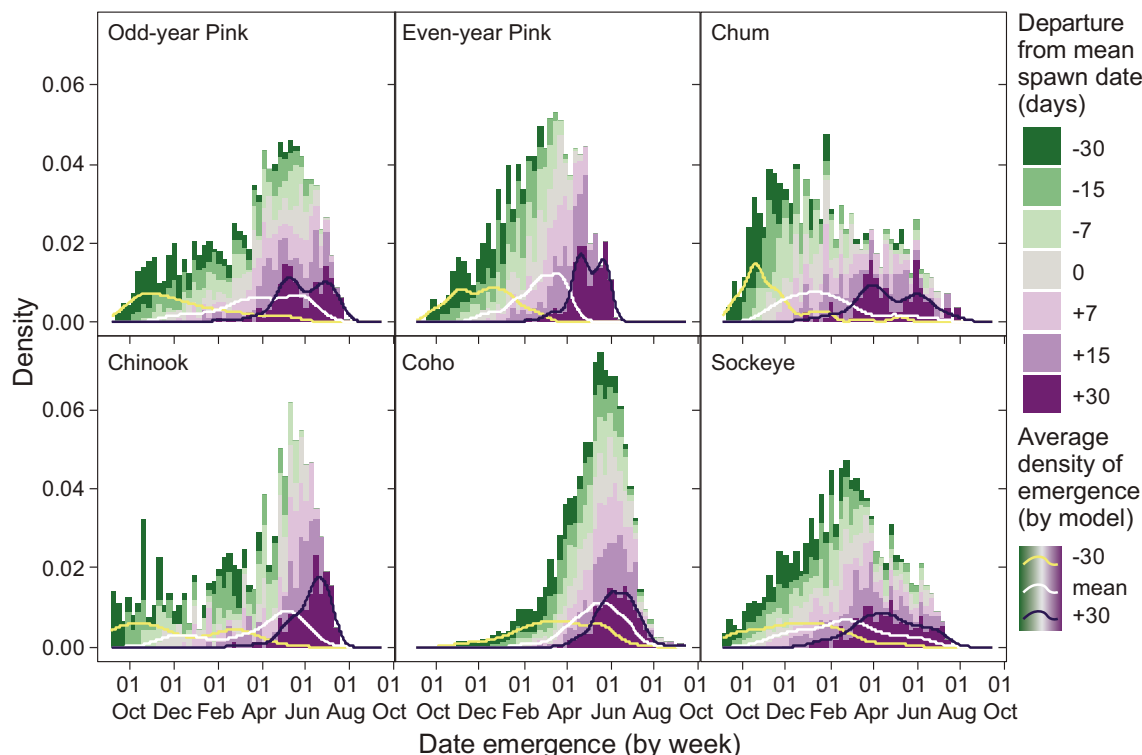 Odd-year Pink
Even-year Pink
Chum
Departure
from mean
spawn date
(days)
-30
-15
-7
0
+7
+15
+30
0.06
0.04
0.02
0.00
Density
Chinook
Coho
Sockeye
0.06
0.04
0.02
0.00
Average
density of
emergence
(by model)
-30
mean
+30
01 01 01 01 01 01 01 01 01 01 01 01 01 01 01 01 01 01 01 01 01
Oct Dec Feb Apr Jun Aug Oct Oct Dec Feb Apr Jun Aug Oct Oct Dec Feb Apr Jun Aug Oct
Date emergence (by week)